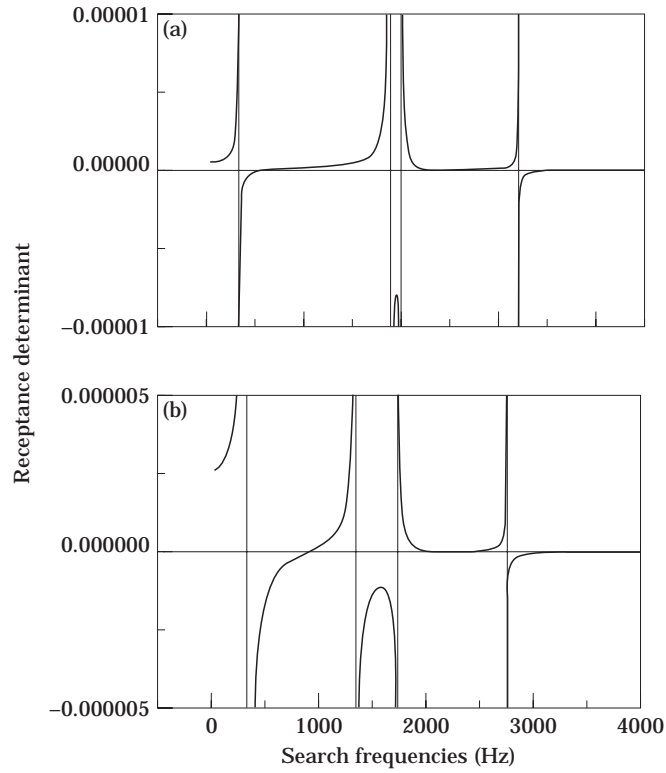 0.00001
(a)
0.00000
−0.00001
Receptance determinant
0.000005
(b)
0.000000
−0.000005
0 1000 2000 3000 4000
Search frequencies (Hz)